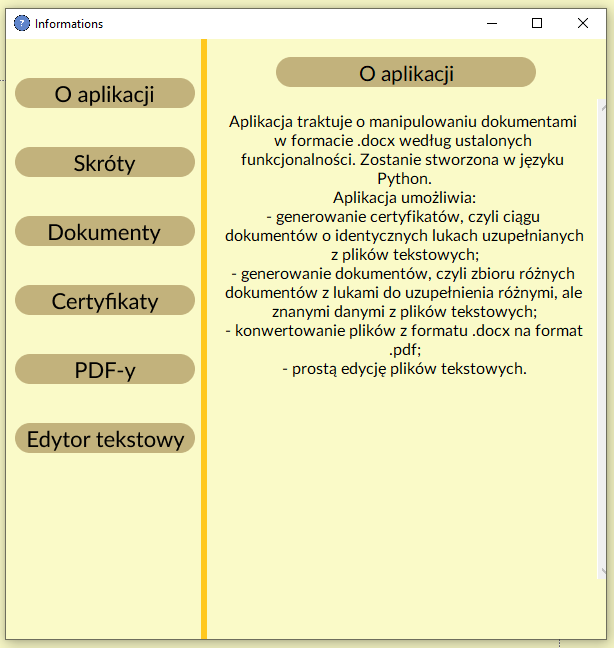 Informations
O aplikacji
Skróty
Dokumenty
Certyfikaty
PDF-y
Edytor tekstowy
O aplikacji
Aplikacja traktuje o manipulowaniu dokumentami
w formacie .docx według ustalonych
funkcjonalności. Zostanie stworzona w języku
Python.
Aplikacja umożliwia:
- generowanie certyfikatów, czyli ciągu
dokumentów o identycznych lukach uzupełnianych
z plików tekstowych;
- generowanie dokumentów, czyli zbioru różnych
dokumentów z lukami do uzupełnienia różnymi, ale
znanymi danymi z plików tekstowych;
- konwertowanie plików z formatu .docx na format
.pdf;
- prostą edycję plików tekstowych.